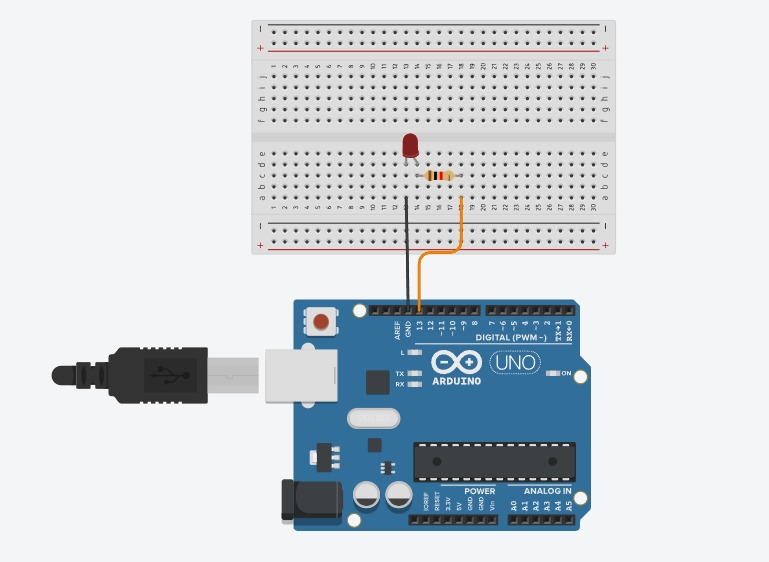 − −
+ +
1 2 3 4 5 6 7 8 9 10 11 12 13 14 15 16 17 18 19 20 21 22 23 24 25 26 27 28 29 30
j j
i i
h h
g g
f f
e e
d d
c c
b b
a a
1 2 3 4 5 6 7 8 9 10 11 12 13 14 15 16 17 18 19 20 21 22 23 24 25 26 27 28 29 30
− −
+ +
AREF GND 13 12 ~11 ~10 ~9 8 7 ~6 ~5 4 ~3 2 TX→1 RX←0
DIGITAL (PWM ~)
L
TX
RX
UNO
ON
ARDUINO
POWER ANALOG IN
IOREF RESET 3.3V 5V GND GND Vin A0 A1 A2 A3 A4 A5